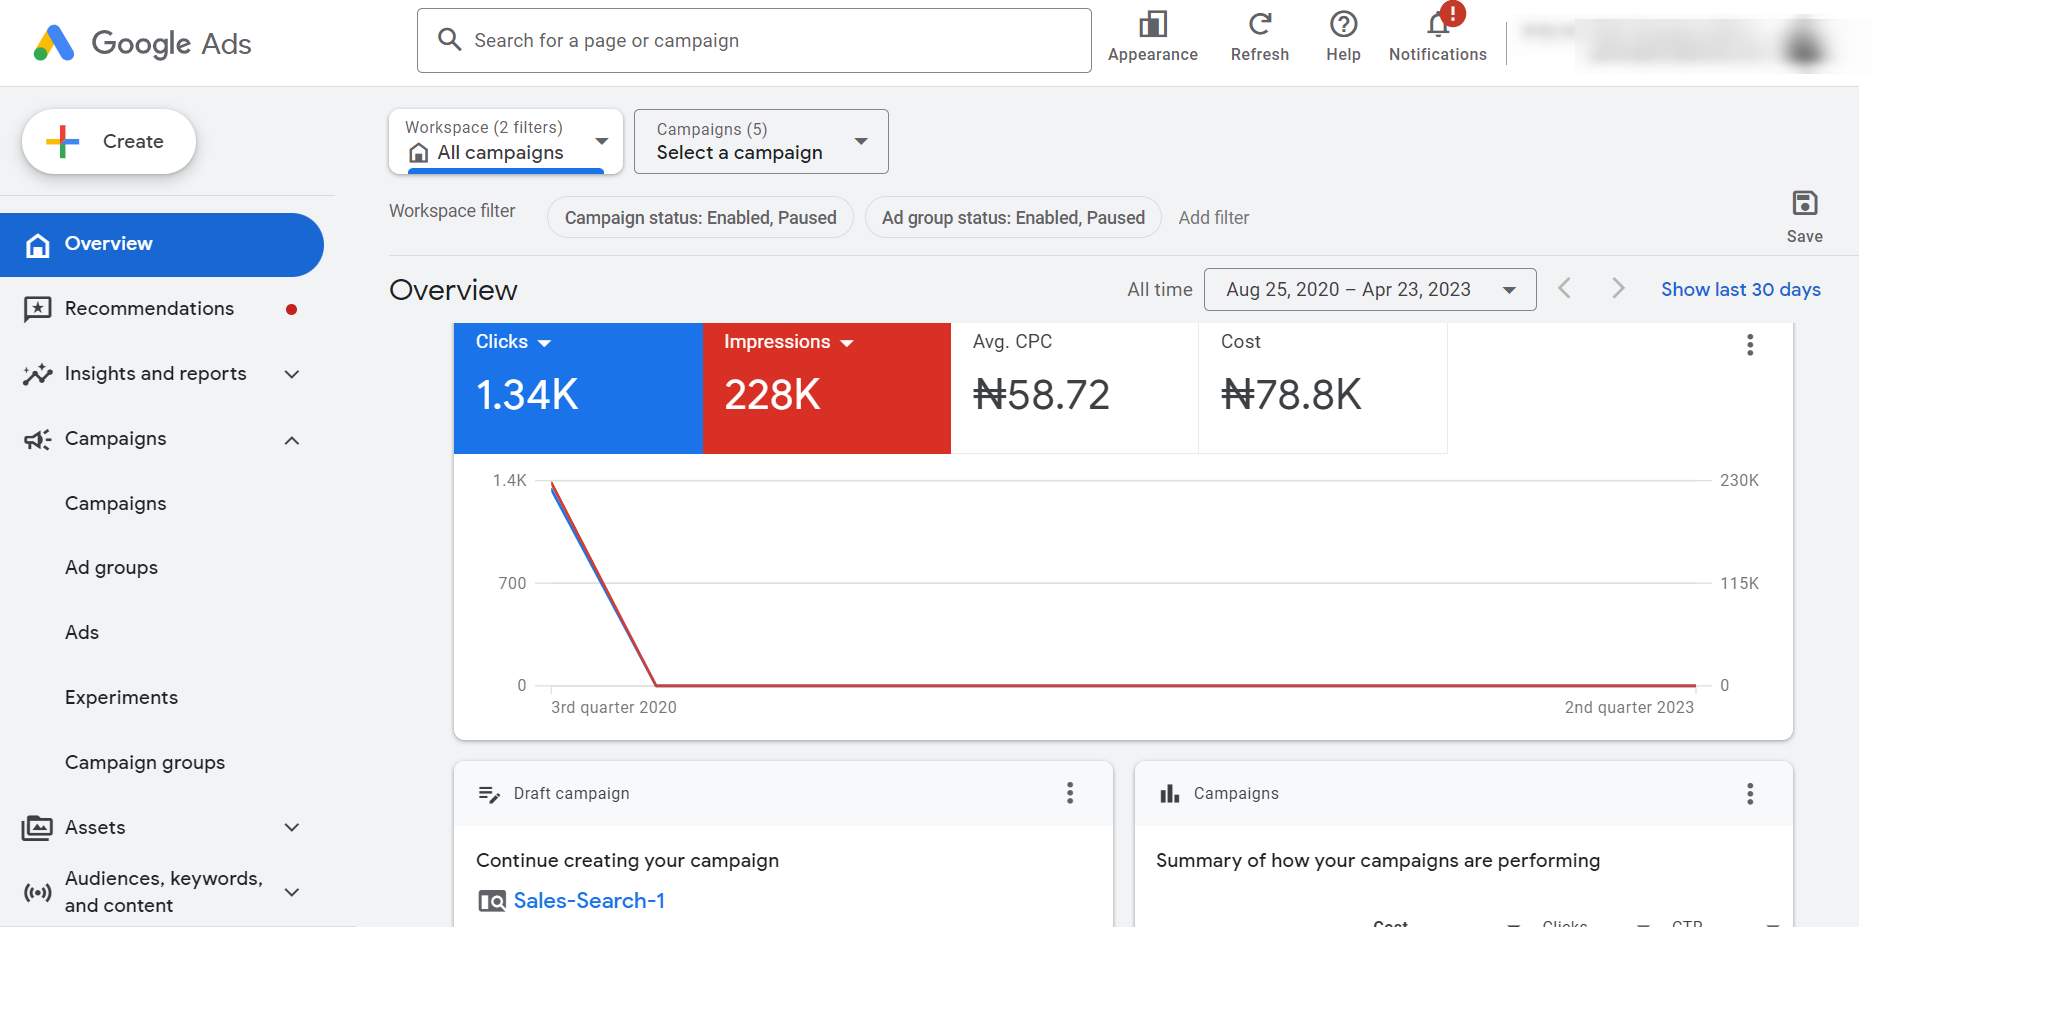 Google Ads
Search for a page or campaign
Appearance
Refresh
Help
!
Notifications
Create
Workspace (2 filters)
All campaigns
Campaigns (5)
Select a campaign
Workspace filter
Campaign status: Enabled, Paused
Ad group status: Enabled, Paused
Add filter
Save
Overview
Recommendations
Insights and reports
Campaigns
Campaigns
Ad groups
Ads
Experiments
Campaign groups
Assets
Audiences, keywords,
and content
Overview
All time
Aug 25, 2020 – Apr 23, 2023
Show last 30 days
Clicks
1.34K
Impressions
228K
Avg. CPC
₦58.72
Cost
₦78.8K
1.4K
700
0
230K
115K
0
3rd quarter 2020
2nd quarter 2023
Draft campaign
Continue creating your campaign
Sales-Search-1
Campaigns
Summary of how your campaigns are performing
Cost
Clicks
CTR